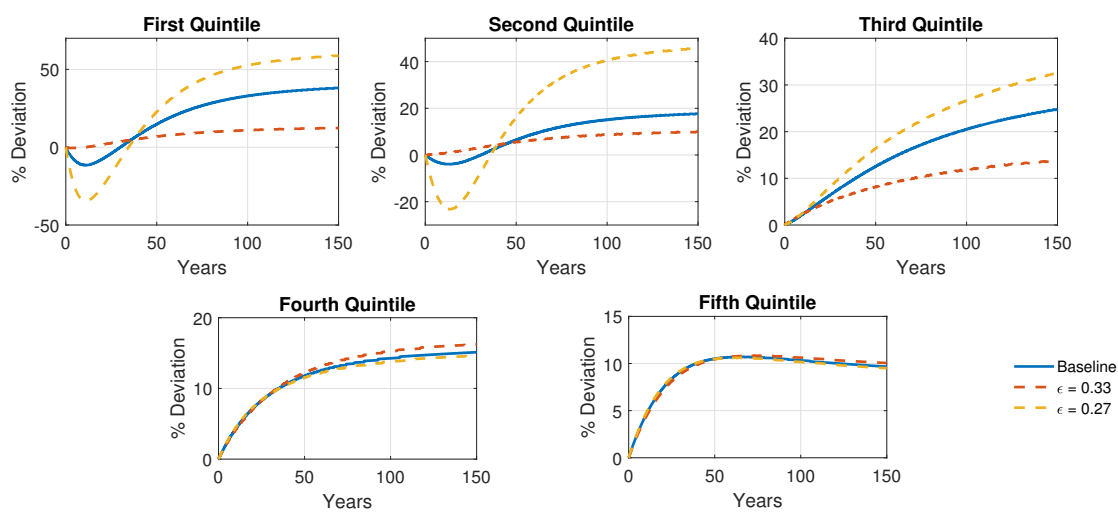 First Quintile
% Deviation
50
0
-50
0
50
100
150
Years
Second Quintile
% Deviation
40
20
0
-20
0
50
100
150
Years
Third Quintile
% Deviation
40
30
20
10
0
0
50
100
150
Years
Fourth Quintile
% Deviation
20
10
0
0
50
100
150
Years
Fifth Quintile
% Deviation
15
10
5
0
0
50
100
150
Years
Baseline
ϵ = 0.33
ϵ = 0.27